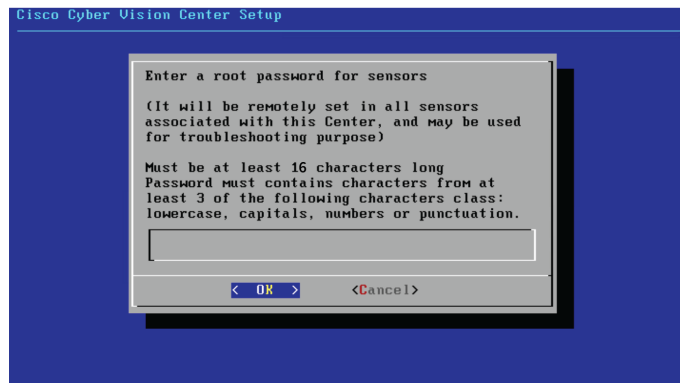 Cisco Cyber Vision Center Setup
Enter a root password for sensors
(It will be remotely set in all sensors
associated with this Center, and may be used
for troubleshooting purpose)
Must be at least 16 characters long
Password must contains characters from at
least 3 of the following characters class:
lowercase, capitals, numbers or punctuation.
< OK > <Cancel>